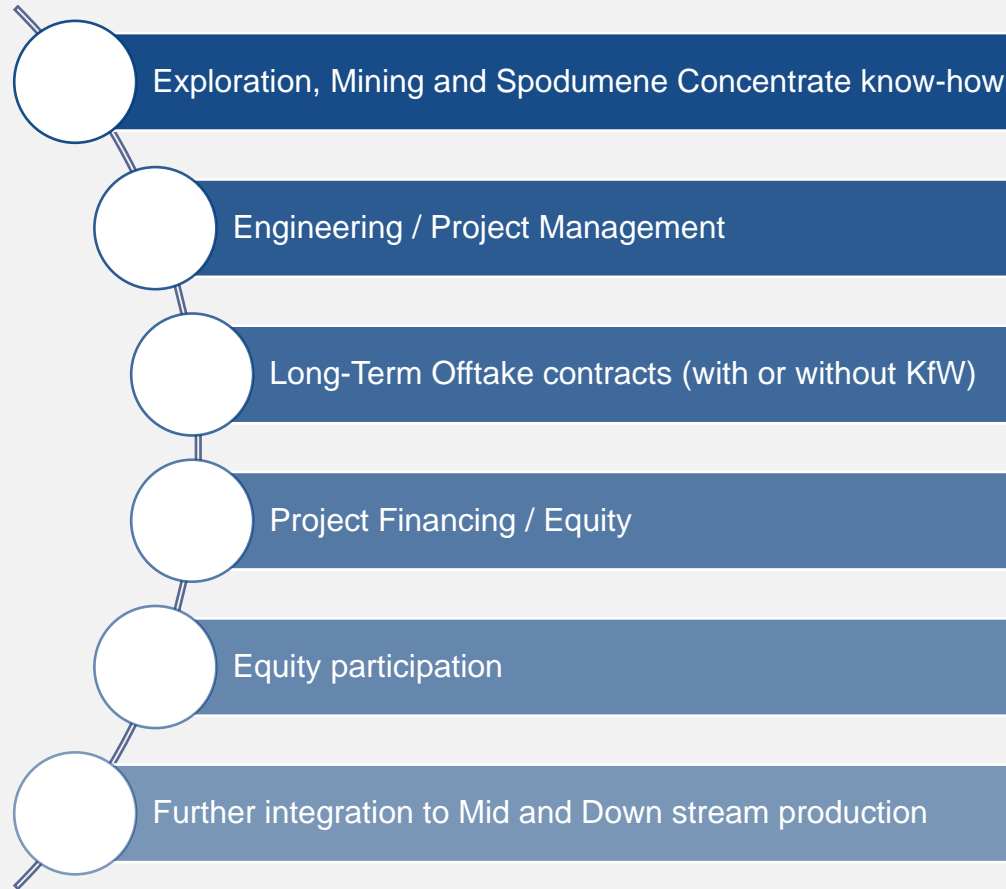 Exploration, Mining and Spodumene Concentrate know-how
Engineering / Project Management
Long-Term Offtake contracts (with or without KfW)
Project Financing / Equity
Equity participation
Further integration to Mid and Down stream production